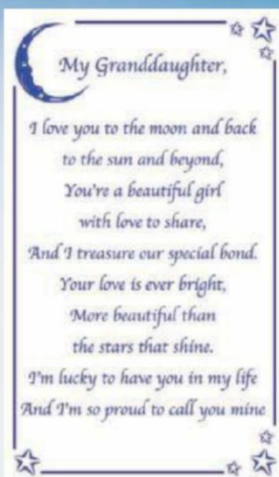 My Granddaughter,
I love you to the moon and back
to the sun and beyond,
You're a beautiful girl
with love to share,
And I treasure our special bond.
Your love is ever bright,
More beautiful than
the stars that shine.
I'm lucky to have you in my life
And I'm so proud to call you mine